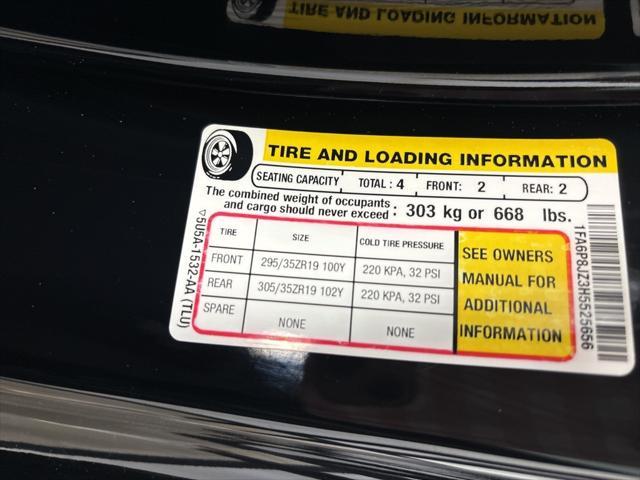 TIRE AND LOADING INFORMATION
TIRE AND LOADING INFORMATION
SEATING CAPACITY TOTAL : 4 FRONT: 2 REAR: 2
The combined weight of occupants
and cargo should never exceed : 303 kg or 668 lbs.
TIRE SIZE COLD TIRE PRESSURE
FRONT 295/35ZR19 100Y 220 KPA, 32 PSI
REAR 305/35ZR19 102Y 220 KPA, 32 PSI
SPARE NONE NONE
SEE OWNERS
MANUAL FOR
ADDITIONAL
INFORMATION
5U5A-1532-AA (TLU)
1FA6P8JZ3H5525656